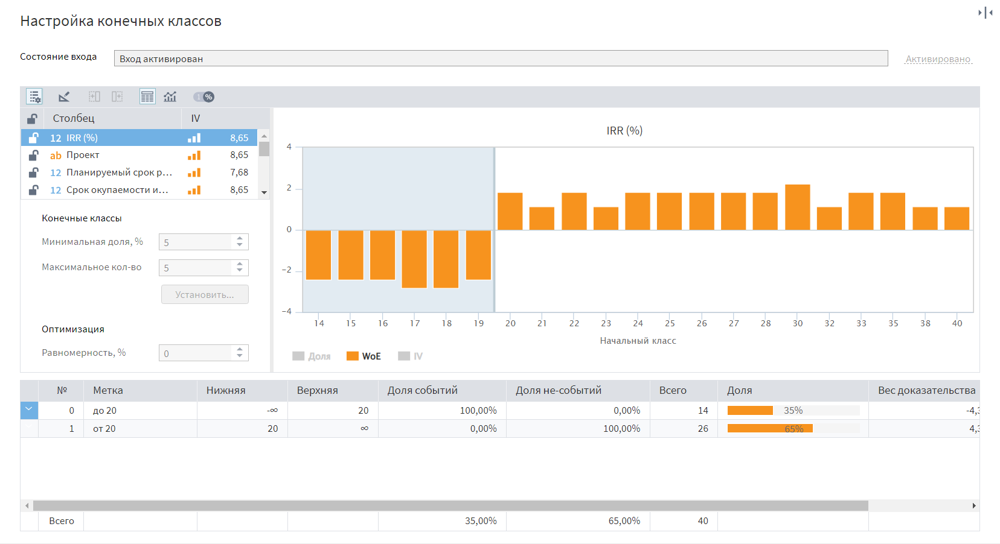 Настройка конечных классов
Состояние входа Вход активирован Активировано
1 %
Столбец IV
12 IRR (%) 8,65
ab Проект 8,65
12 Планируемый срок р... 7,68
12 Срок окупаемости и... 8,65
Конечные классы
Минимальная доля, % 5
Максимальное кол-во 5
Установить...
Оптимизация
Равномерность, % 0
IRR (%)
4
2
0
−2
−4
14 15 16 17 18 19 20 21 22 23 24 25 26 27 28 30 32 33 35 38 40
Начальный класс
Доля WoE IV
№ Метка Нижняя Верхняя Доля событий Доля не-событий Всего Доля Вес доказательства
0 до 20 -∞ 20 100,00% 0,00% 14 35% -4,3
1 от 20 20 ∞ 0,00% 100,00% 26 65% 4,3
Всего 35,00% 65,00% 40